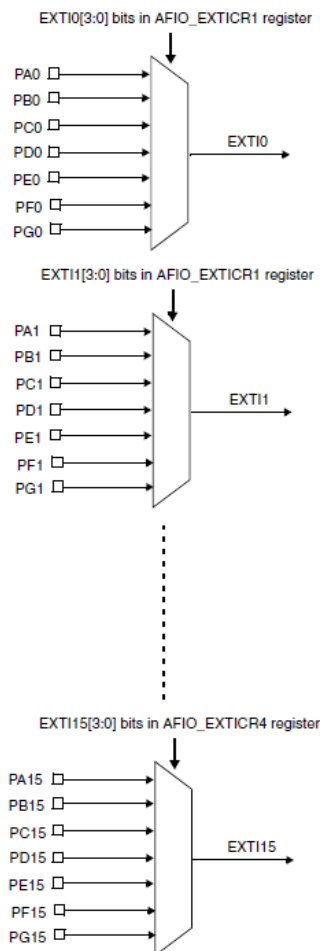 EXTI0[3:0] bits in AFIO_EXTICR1 register
PA0
PB0
PC0
PD0
PE0
PF0
PG0
EXTI0
EXTI1[3:0] bits in AFIO_EXTICR1 register
PA1
PB1
PC1
PD1
PE1
PF1
PG1
EXTI1
EXTI15[3:0] bits in AFIO_EXTICR4 register
PA15
PB15
PC15
PD15
PE15
PF15
PG15
EXTI15